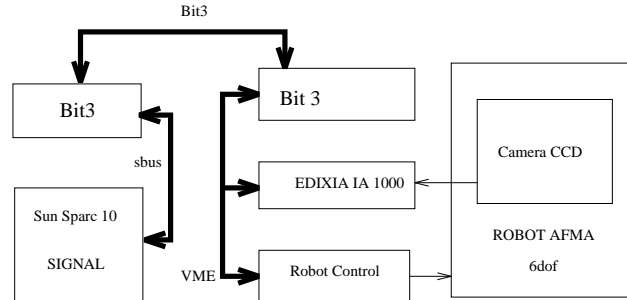 Bit3
Bit3
Bit 3
sbus
Camera CCD
EDIXIA IA 1000
Sun Sparc 10
SIGNAL
VME
Robot Control
ROBOT AFMA
6dof